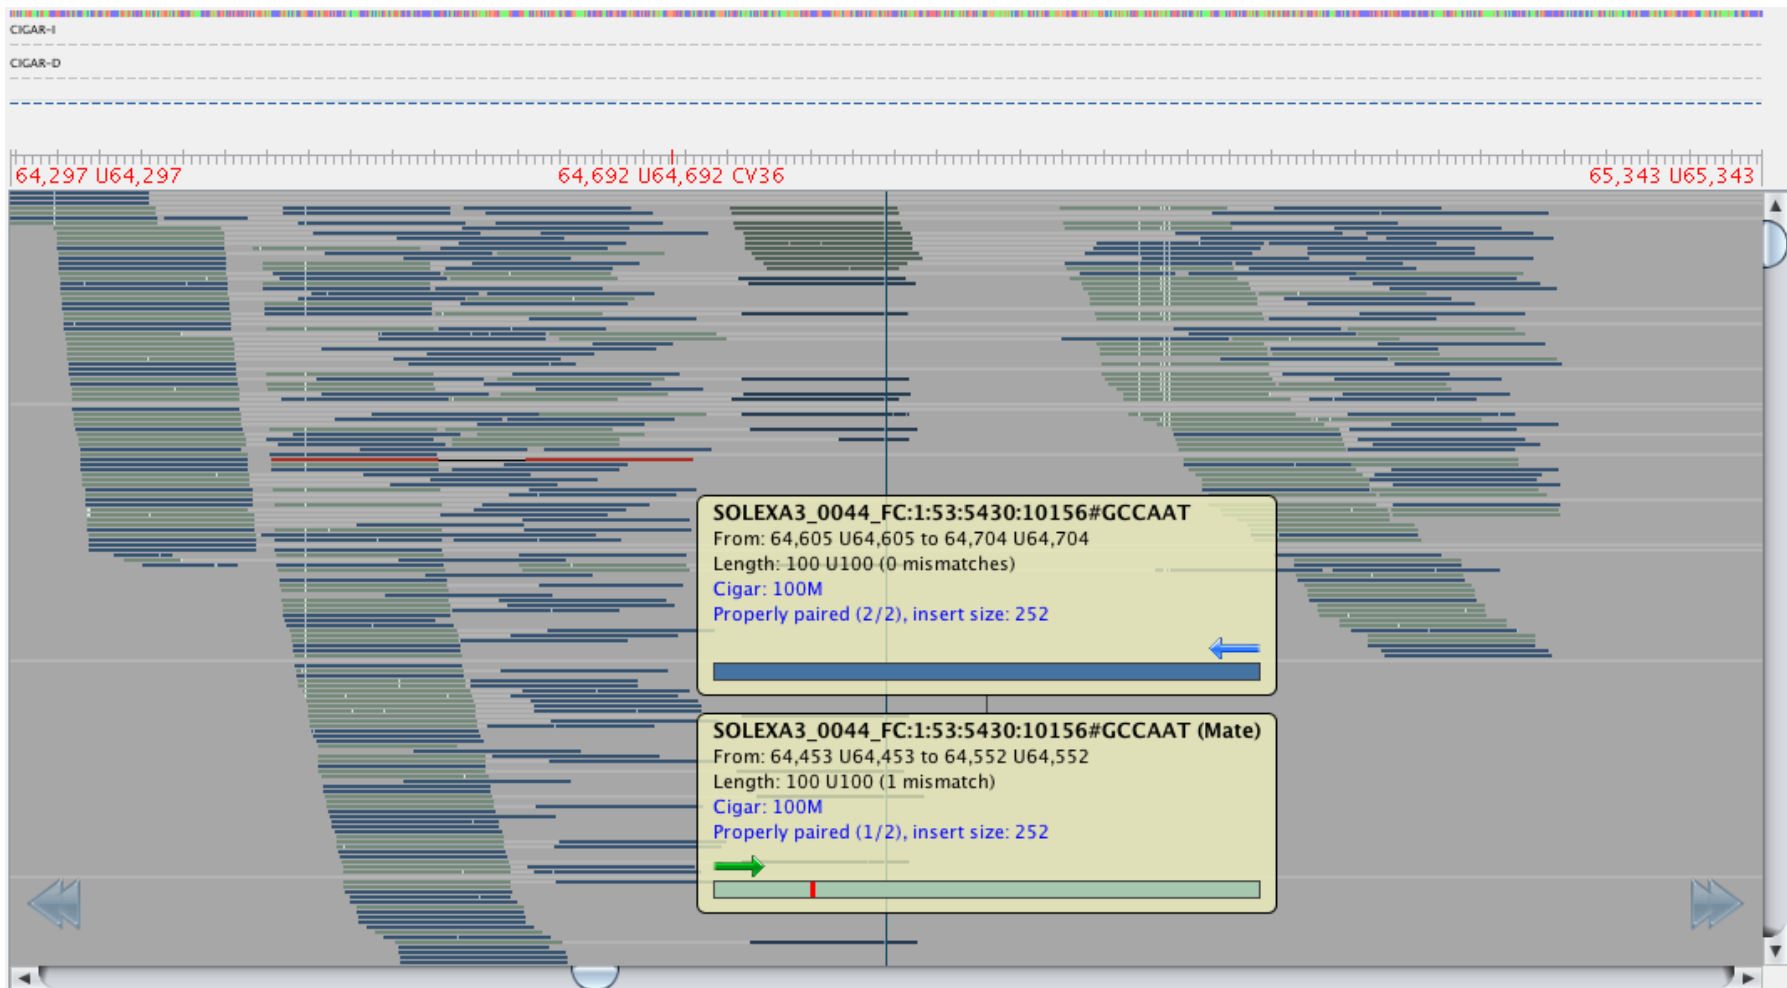 CIGAR-I
CIGAR-D
64,297 U64,297
64,692 U64,692 CV36
65,343 U65,343
SOLEXA3_0044_FC:1:53:5430:10156#GCCAAT
From: 64,605 U64,605 to 64,704 U64,704
Length: 100 U100 (0 mismatches)
Cigar: 100M
Properly paired (2/2), insert size: 252
SOLEXA3_0044_FC:1:53:5430:10156#GCCAAT (Mate)
From: 64,453 U64,453 to 64,552 U64,552
Length: 100 U100 (1 mismatch)
Cigar: 100M
Properly paired (1/2), insert size: 252